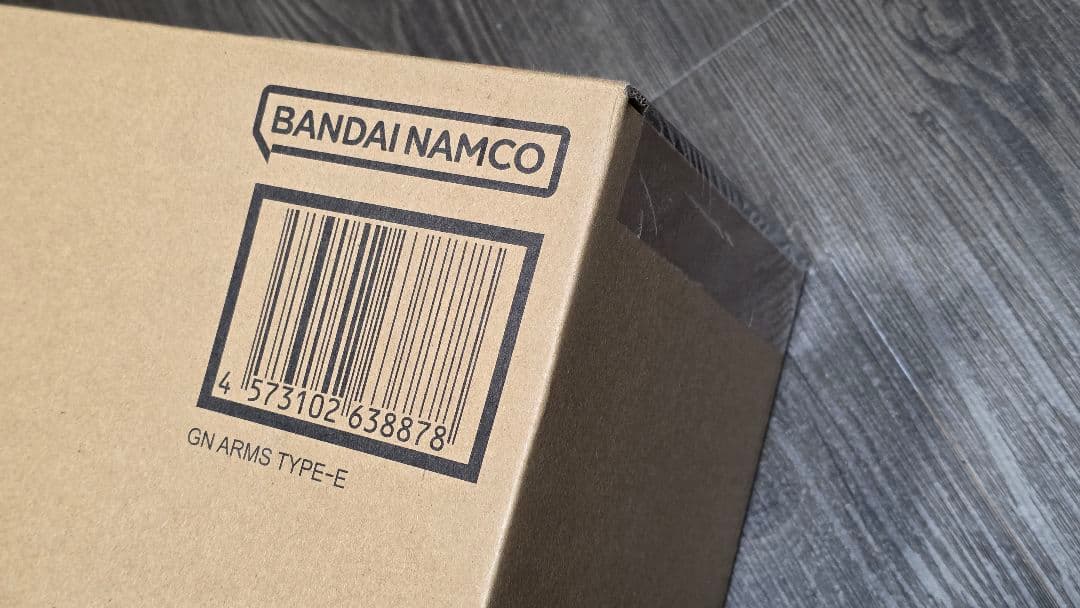 BANDAI NAMCO
4 573102 638878
GN ARMS TYPE-E